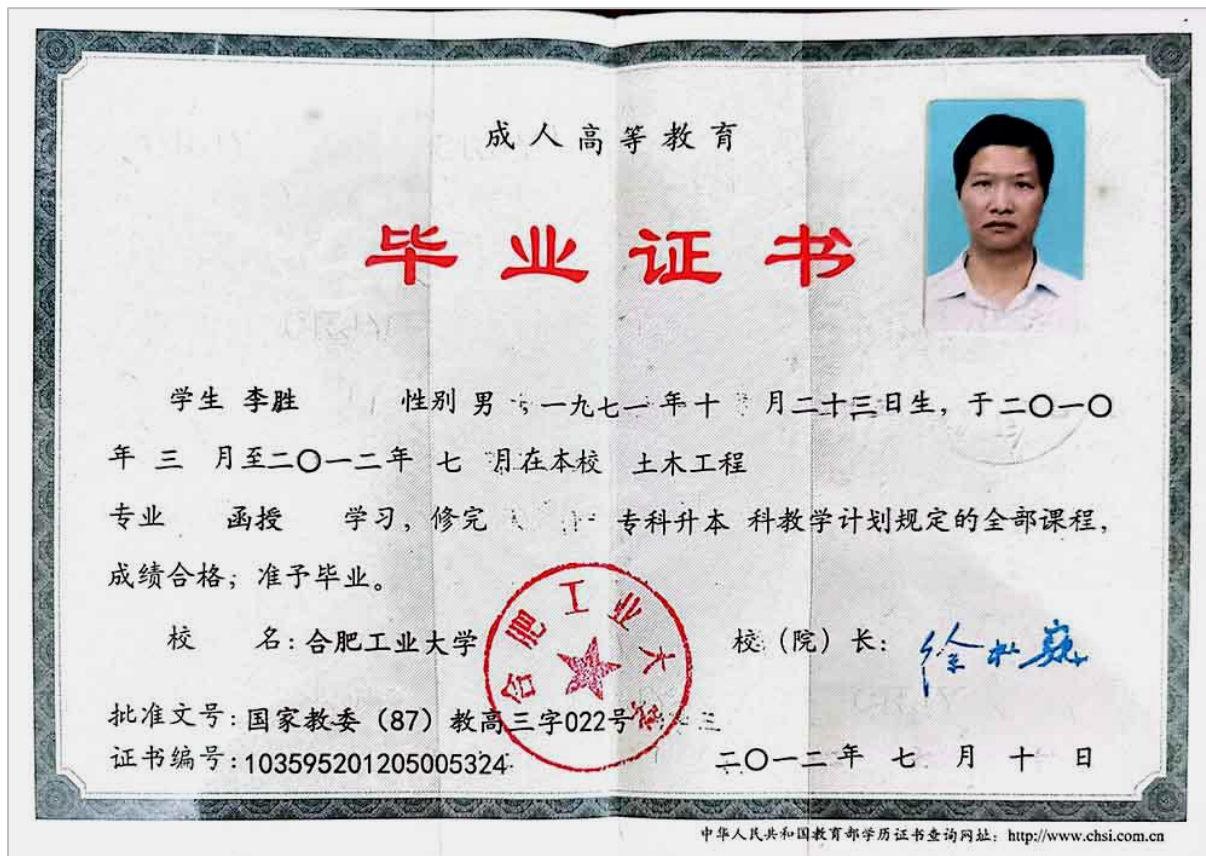 成人高等教育
毕业证书
学生 李胜 性别 男 ，一九七一年十 月二十三日生，于二〇一〇
年 三 月至二〇一二年 七 月在本校 土木工程
专业 函授 学习，修完 专科升本 科教学计划规定的全部课程，
成绩合格，准予毕业。
校 名：合肥工业大学
合肥工业大学
校（院）长：
批准文号：国家教委（87）教高三字022号
证书编号：103595201205005324
二〇一二年 七 月 十 日
中华人民共和国教育部学历证书查询网址：http://www.chsi.com.cn